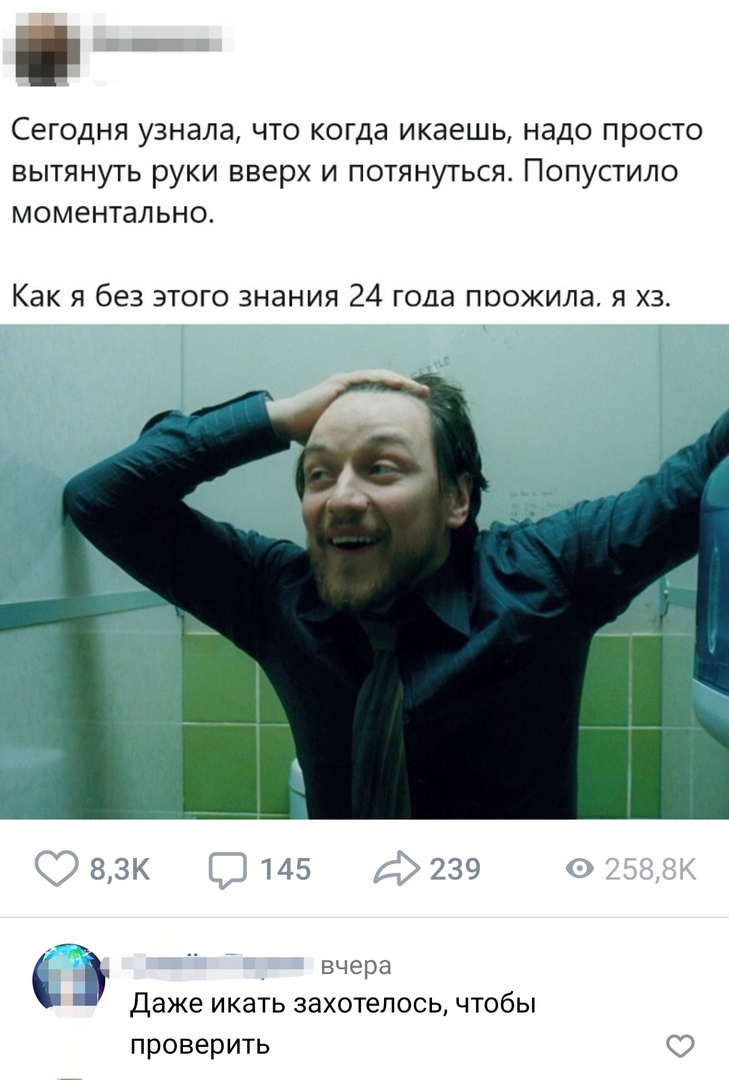 Сегодня узнала, что когда икаешь, надо просто
вытянуть руки вверх и потянуться. Попустило
моментально.
Как я без этого знания 24 года прожила, я хз.
8,3K 145 239 258,8K
вчера
Даже икать захотелось, чтобы
проверить